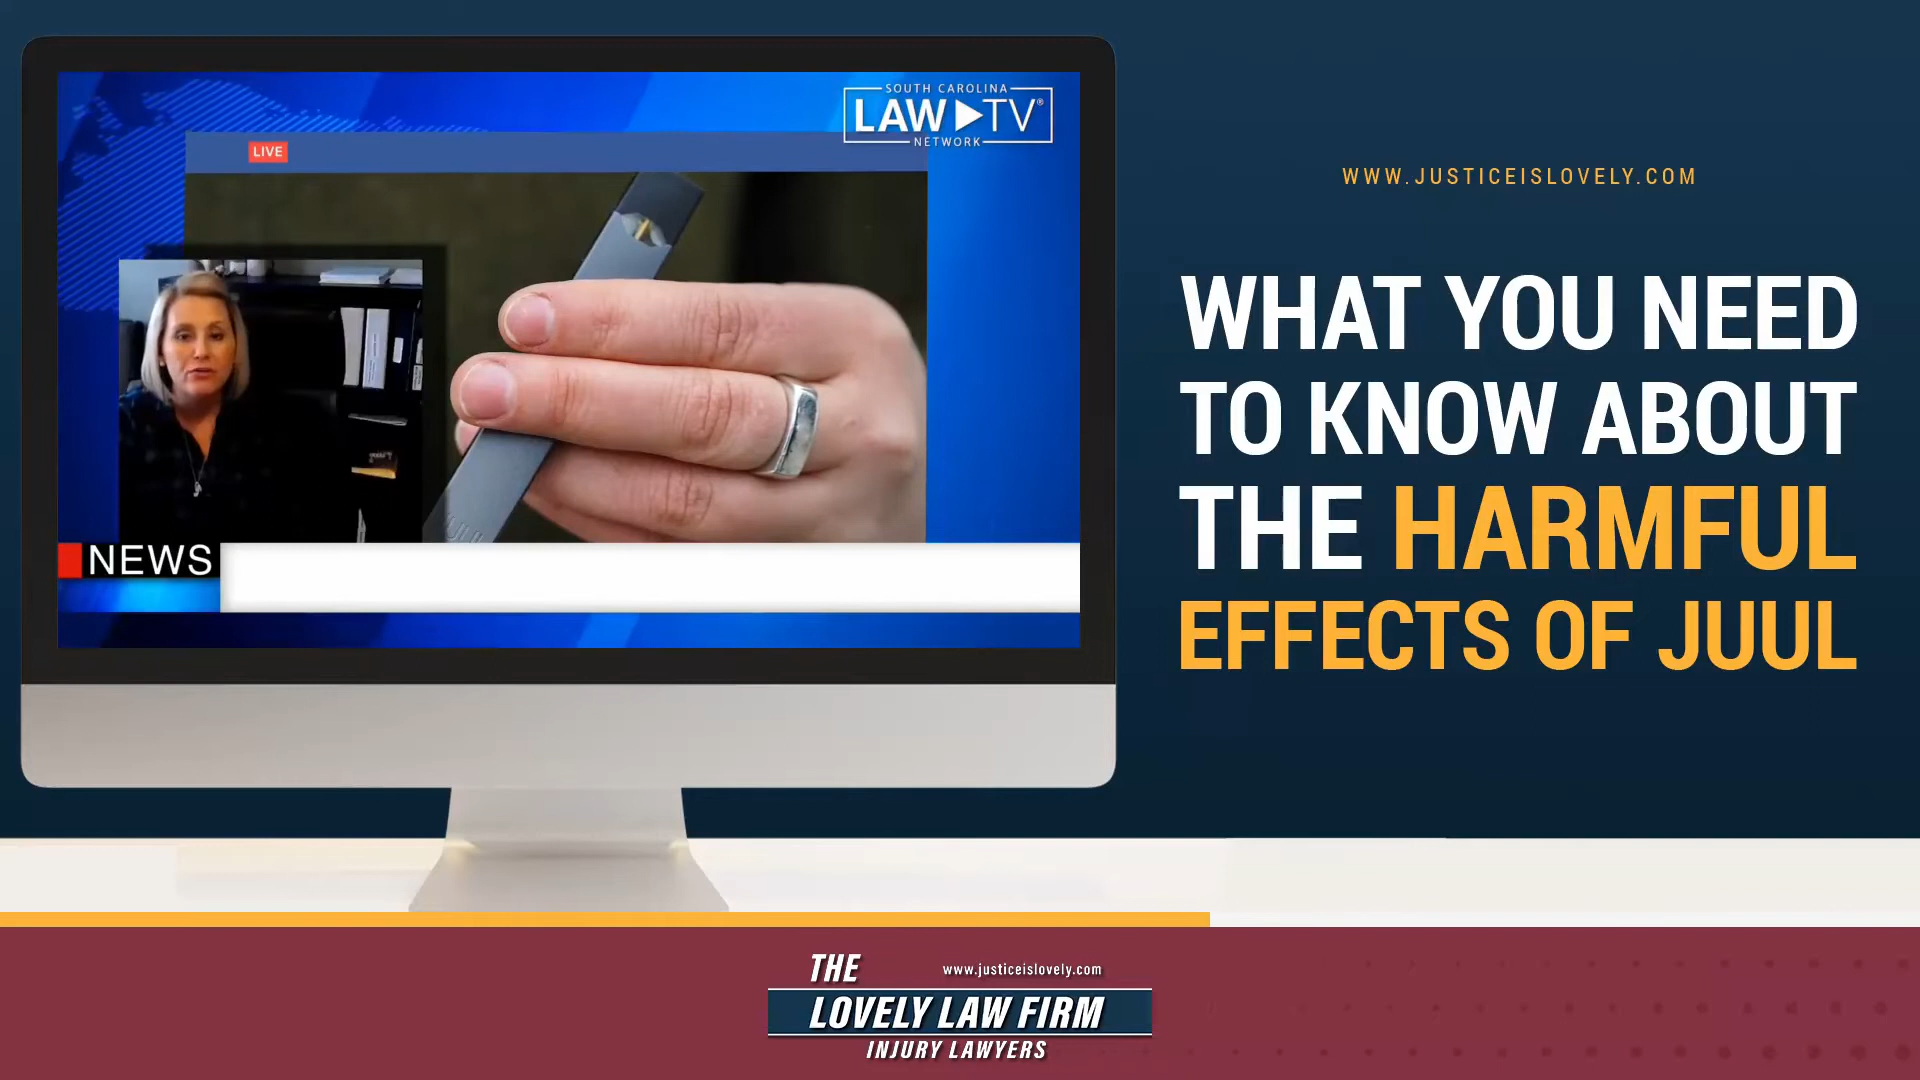 SOUTH CAROLINA
LAW TV®
NETWORK
LIVE
NEWS
WWW.JUSTICEISLOVELY.COM
WHAT YOU NEED
TO KNOW ABOUT
THE HARMFUL
EFFECTS OF JUUL
THE
www.justiceislovely.com
LOVELY LAW FIRM
INJURY LAWYERS